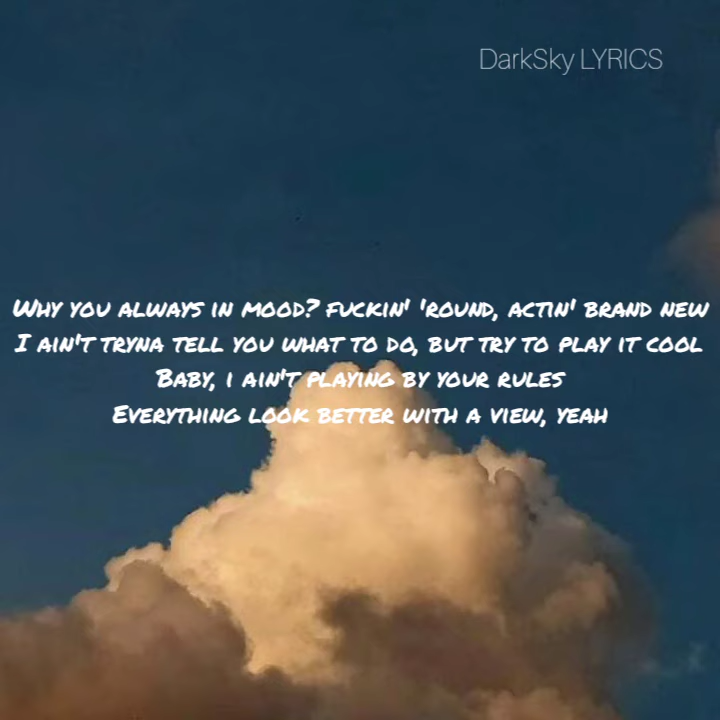 DarkSky LYRICS
Why you always in mood? fuckin' 'round, actin' brand new
I ain't tryna tell you what to do, but try to play it cool
Baby, i ain't playing by your rules
Everything look better with a view, yeah